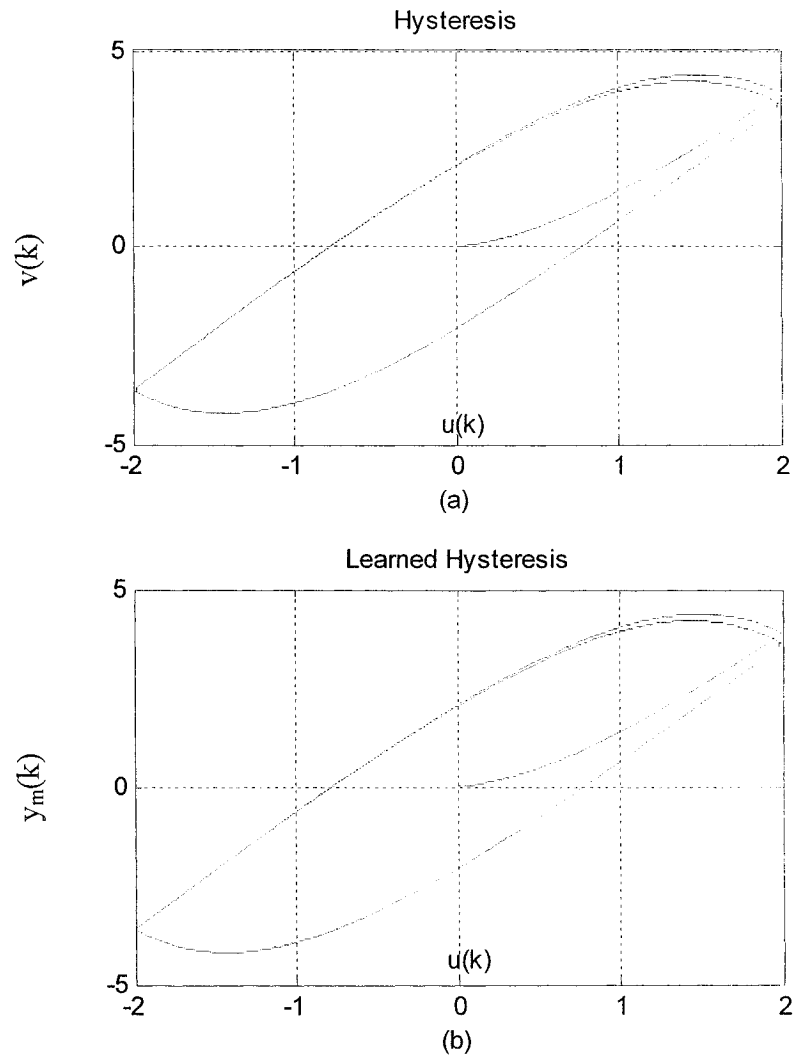 Hysteresis
5
v(k)
0
u(k)
-5
-2 -1 0 1 2
(a)
Learned Hysteresis
5
yₘ(k)
0
u(k)
-5
-2 -1 0 1 2
(b)